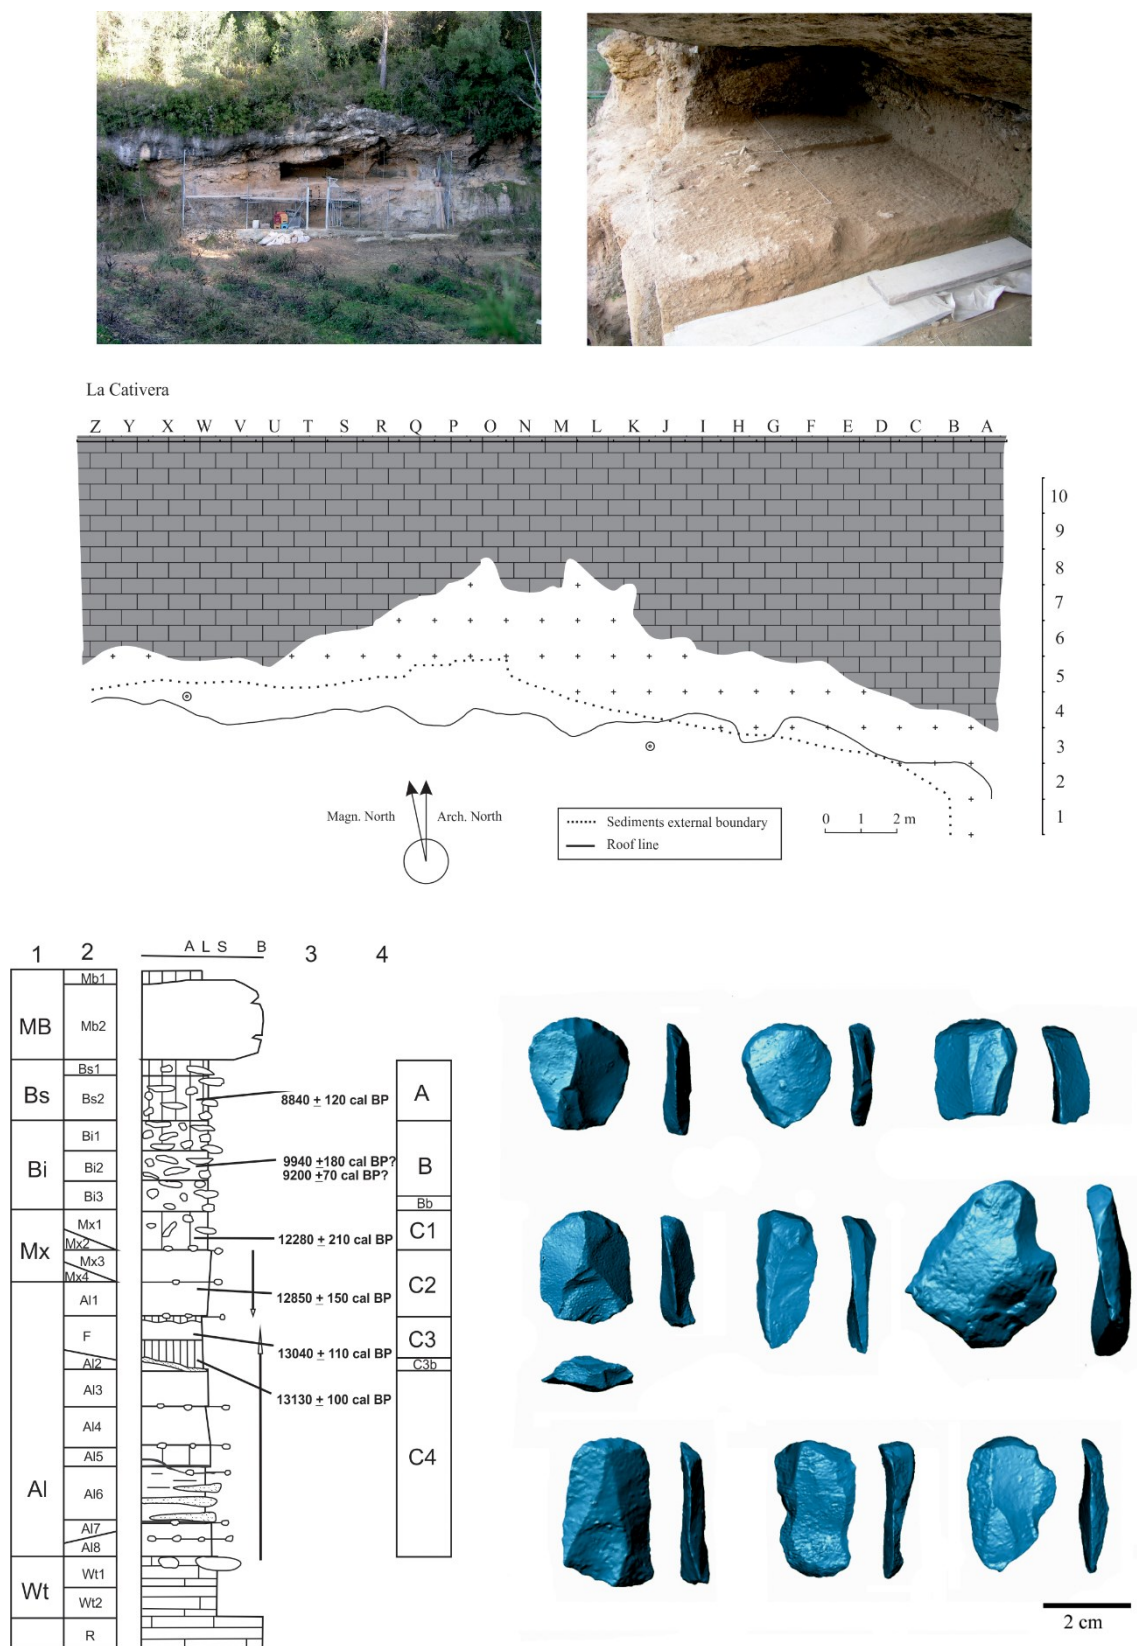 La Cativera
Z Y X W V U T S R Q P O N M L K J I H G F E D C B A
10
9
8
7
6
5
4
3
2
1
Magn. North
Arch. North
Sediments external boundary
Roof line
0 1 2 m
1 2 A L S B 3 4
Mb1
MB Mb2
Bs1
Bs Bs2 8840 ± 120 cal BP A
Bi1
Bi Bi2 9940 ±180 cal BP? B
9200 ±70 cal BP?
Bi3 Bb
Mx1 C1
Mx Mx2 12280 ± 210 cal BP
Mx3
Mx4 C2
Al1 12850 ± 150 cal BP
F C3
13040 ± 110 cal BP
Al2 C3b
Al3 13130 ± 100 cal BP
Al4
Al5 C4
Al Al6
Al7
Al8
Wt1
Wt Wt2
R
2 cm